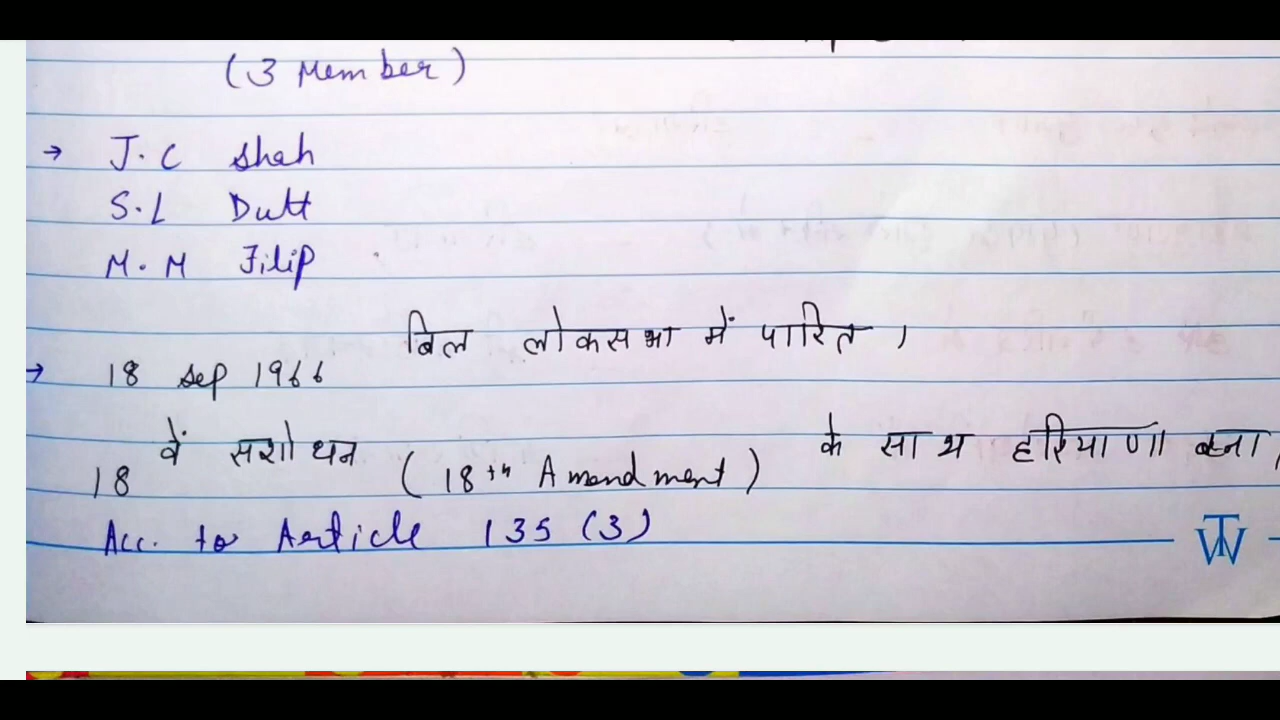 (3 Member)
→ J.C Shah
S.L Dutt
M.M Filip
→ 18 Sep 1966 बिल लोकसभा में पारित ।
18 वें सशोधन (18th Amendment) के साथ हरियाणा बना।
Acc. to Article 135 (3)